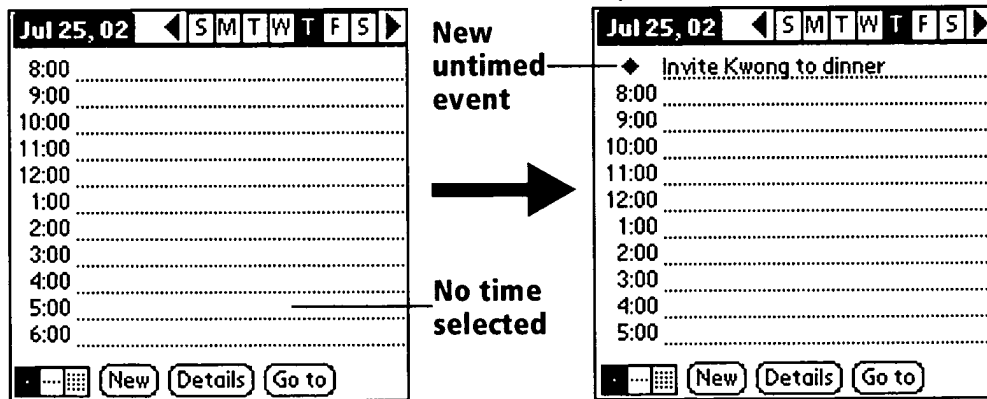 Jul 25, 02 S M T W T F S
8:00
9:00
10:00
11:00
12:00
1:00
2:00
3:00
4:00
5:00
6:00
New Details Go to
New
untimed
event
No time
selected
Jul 25, 02 S M T W T F S
Invite Kwong to dinner
8:00
9:00
10:00
11:00
12:00
1:00
2:00
3:00
4:00
5:00
New Details Go to